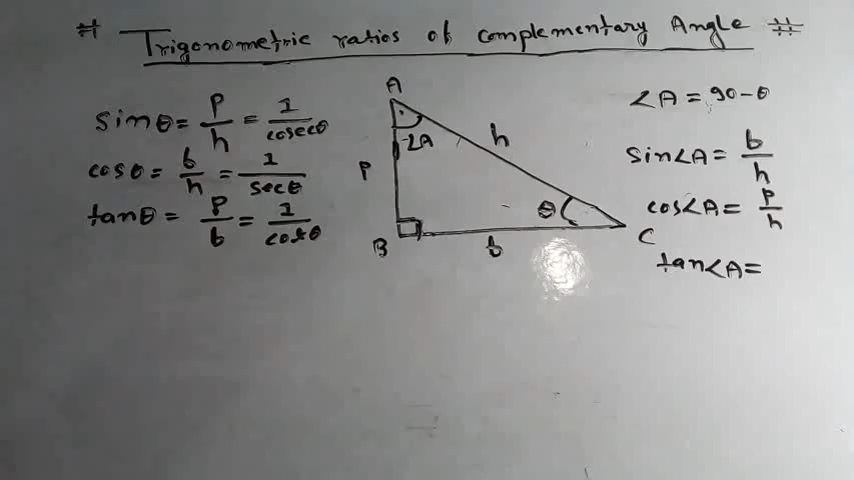 # Trigonometric ratios of complementary Angle #
sinθ = p/h = 1/cosecθ
cosθ = b/h = 1/secθ
tanθ = p/b = 1/cotθ
A
∠A
h
p
θ
B
b
C
∠A = 90-θ
sin∠A = b/h
cos∠A = p/h
tan∠A =